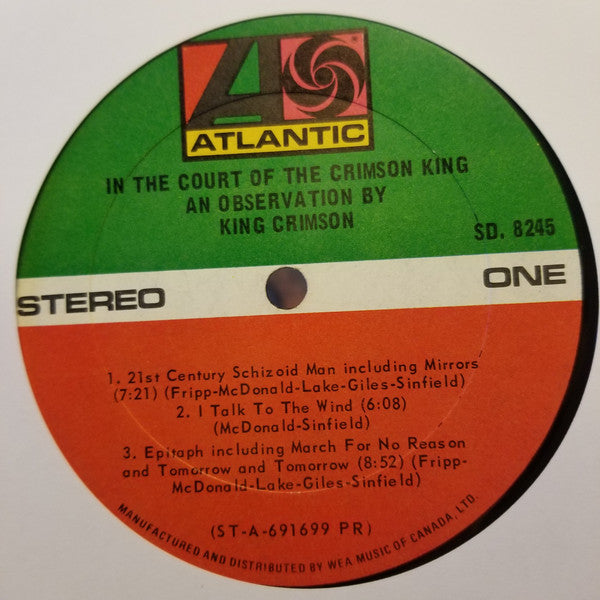 ATLANTIC
IN THE COURT OF THE CRIMSON KING
AN OBSERVATION BY
KING CRIMSON
SD. 8245
STEREO
ONE
1. 21st Century Schizoid Man including Mirrors
(7:21) (Fripp-McDonald-Lake-Giles-Sinfield)
2. I Talk To The Wind (6:08)
(McDonald-Sinfield)
3. Epitaph including March For No Reason
and Tomorrow and Tomorrow (8:52) (Fripp-
McDonald-Lake-Giles-Sinfield)
(ST-A-691699 PR)
MANUFACTURED AND DISTRIBUTED BY WEA MUSIC OF CANADA, LTD.